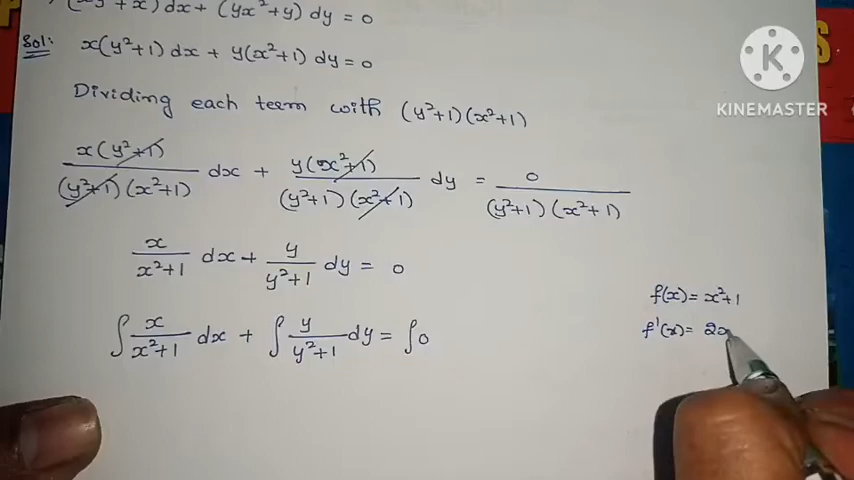 (xy²+x) dx + (yx²+y) dy = 0
Sol: x(y²+1) dx + y(x²+1) dy = 0
Dividing each term with (y²+1)(x²+1)
x(y²+1)/(y²+1)(x²+1) dx + y(x²+1)/(y²+1)(x²+1) dy = 0/(y²+1)(x²+1)
x/x²+1 dx + y/y²+1 dy = 0
∫ x/x²+1 dx + ∫ y/y²+1 dy = ∫0
f(x) = x²+1
f'(x) = 2x
KINEMASTER